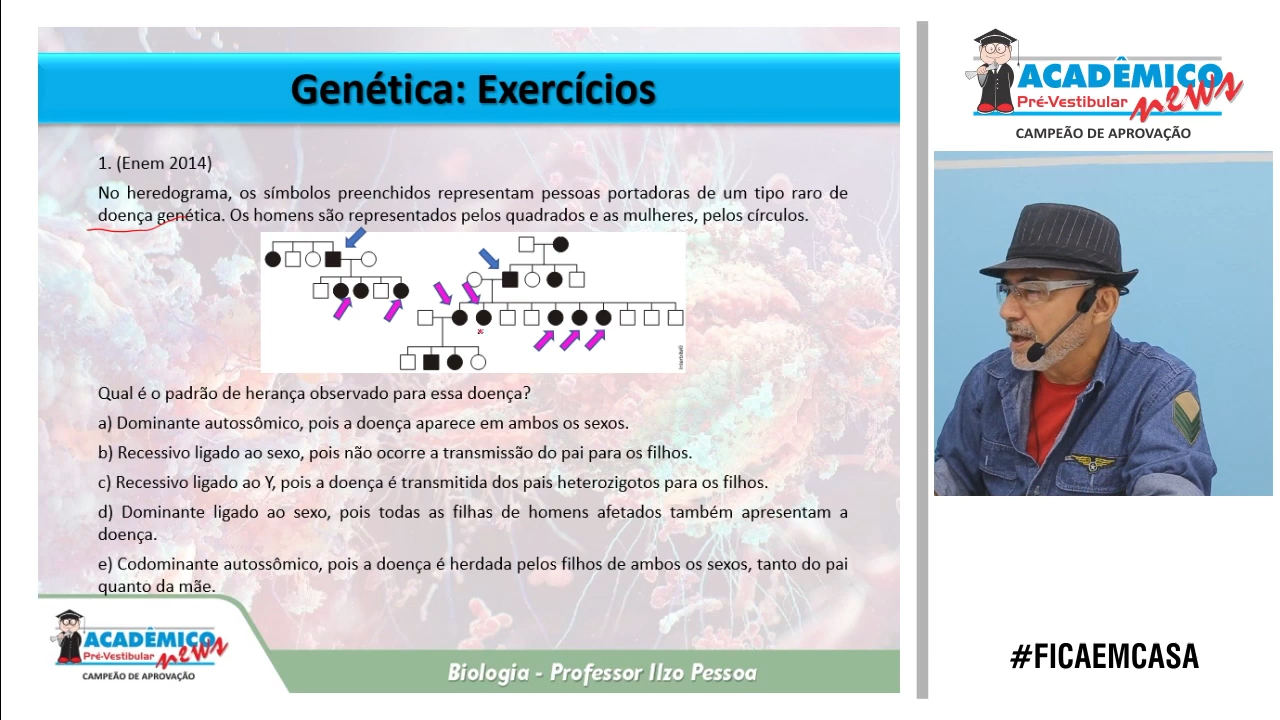 Genética: Exercícios
1. (Enem 2014)
No heredograma, os símbolos preenchidos representam pessoas portadoras de um tipo raro de
doença genética. Os homens são representados pelos quadrados e as mulheres, pelos círculos.
Qual é o padrão de herança observado para essa doença?
a) Dominante autossômico, pois a doença aparece em ambos os sexos.
b) Recessivo ligado ao sexo, pois não ocorre a transmissão do pai para os filhos.
c) Recessivo ligado ao Y, pois a doença é transmitida dos pais heterozigotos para os filhos.
d) Dominante ligado ao sexo, pois todas as filhas de homens afetados também apresentam a
doença.
e) Codominante autossômico, pois a doença é herdada pelos filhos de ambos os sexos, tanto do pai
quanto da mãe.
ACADÊMICO
Pré-Vestibular news
CAMPEÃO DE APROVAÇÃO
Biologia - Professor Ilzo Pessoa
ACADÊMICO
Pré-Vestibular news
CAMPEÃO DE APROVAÇÃO
#FICAEMCASA